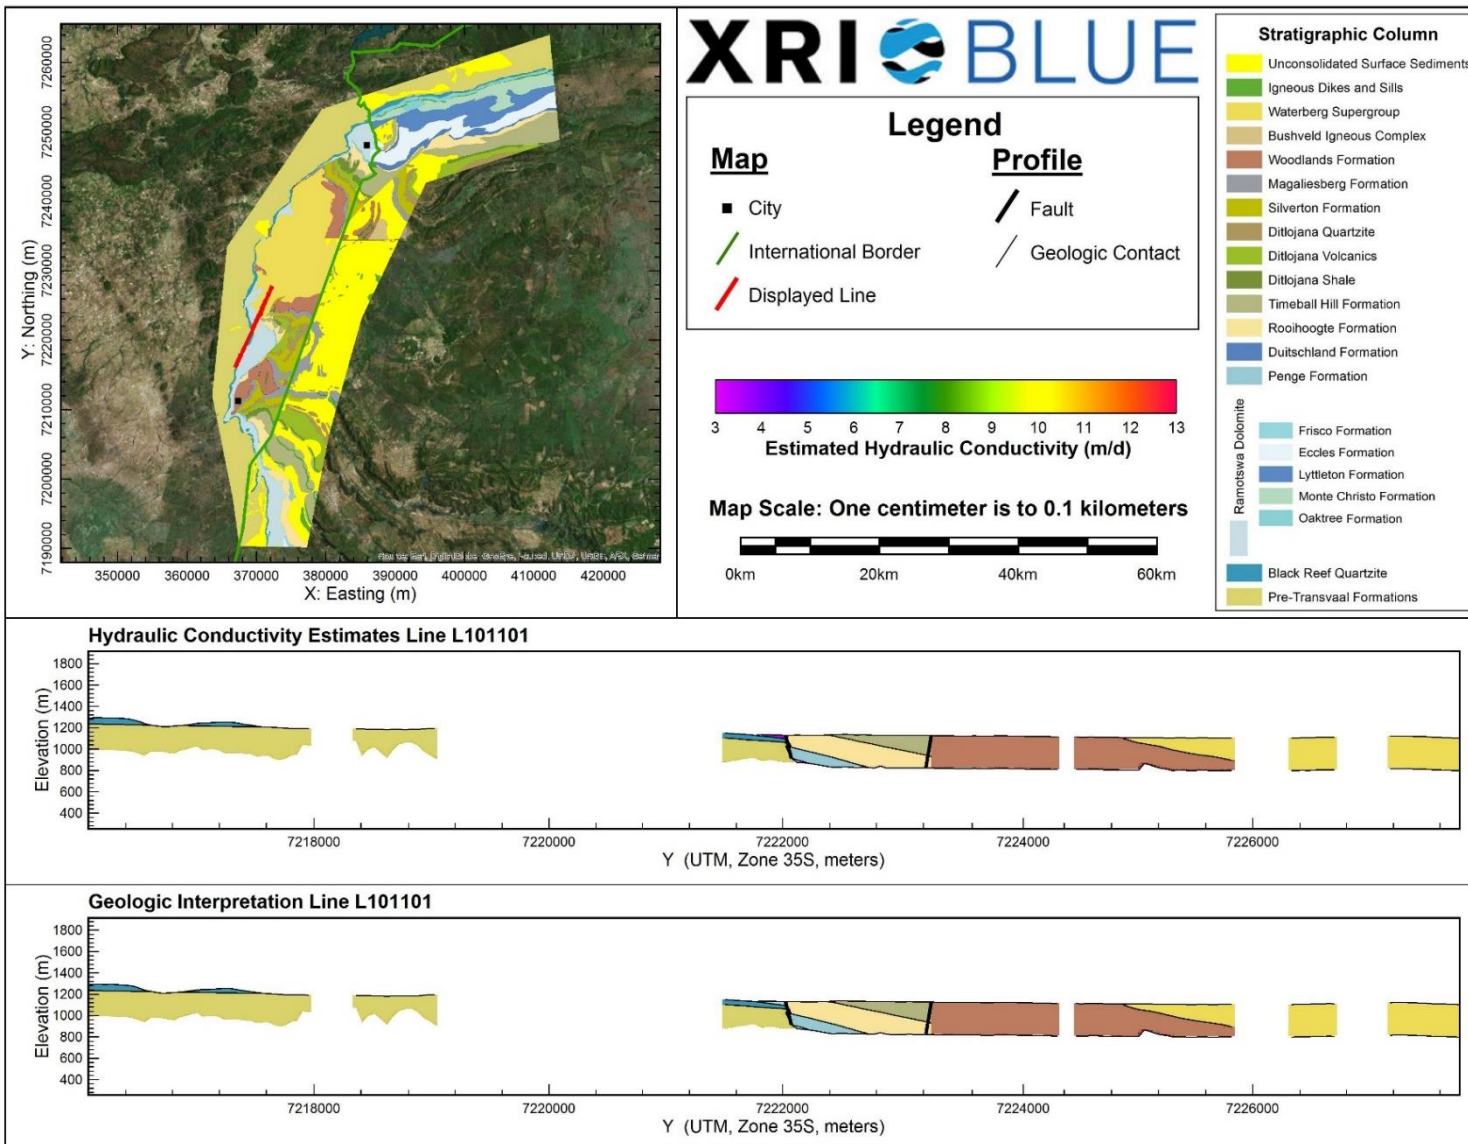 7260000
7250000
7240000
7230000
7220000
7210000
7200000
7190000
Y: Northing (m)
350000 360000 370000 380000 390000 400000 410000 420000
X: Easting (m)
XRI BLUE
Legend
Map
City
International Border
Displayed Line
Profile
Fault
Geologic Contact
3 4 5 6 7 8 9 10 11 12 13
Estimated Hydraulic Conductivity (m/d)
Map Scale: One centimeter is to 0.1 kilometers
0km 20km 40km 60km
Stratigraphic Column
Unconsolidated Surface Sediments
Igneous Dikes and Sills
Waterberg Supergroup
Bushveld Igneous Complex
Woodlands Formation
Magaliesberg Formation
Silverton Formation
Ditlojana Quartzite
Ditlojana Volcanics
Ditlojana Shale
Timeball Hill Formation
Rooihoogte Formation
Duitschland Formation
Penge Formation
Ramotswa Dolomite
Frisco Formation
Eccles Formation
Lyttleton Formation
Monte Christo Formation
Oaktree Formation
Black Reef Quartzite
Pre-Transvaal Formations
Hydraulic Conductivity Estimates Line L101101
1800
1600
1400
1200
1000
800
600
400
Elevation (m)
7218000 7220000 7222000 7224000 7226000
Y (UTM, Zone 35S, meters)
Geologic Interpretation Line L101101
1800
1600
1400
1200
1000
800
600
400
Elevation (m)
7218000 7220000 7222000 7224000 7226000
Y (UTM, Zone 35S, meters)